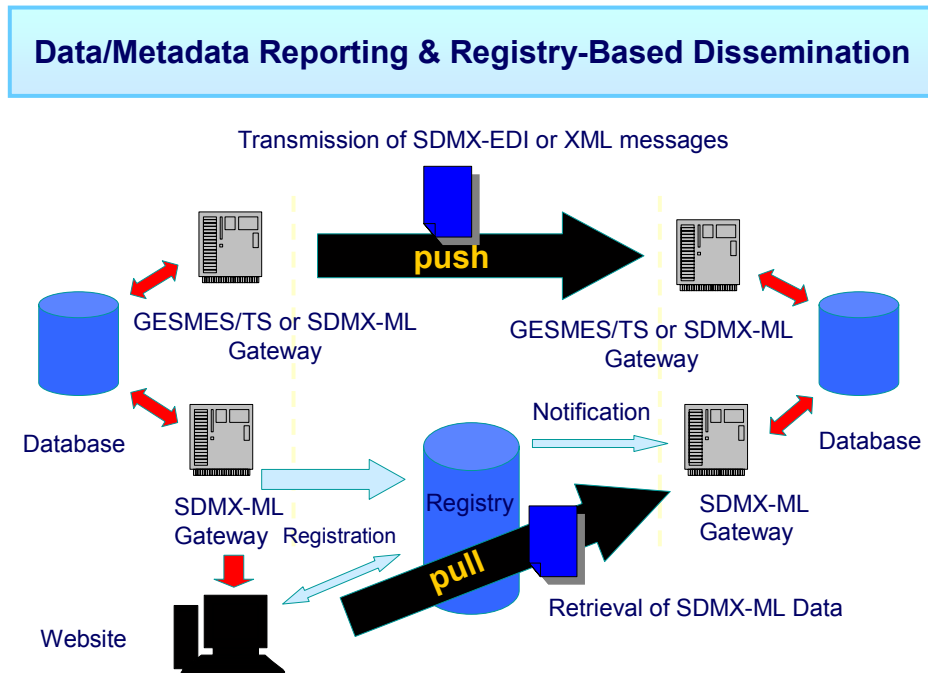 Data/Metadata Reporting & Registry-Based Dissemination
Transmission of SDMX-EDI or XML messages
push
GESMES/TS or SDMX-ML
Gateway
GESMES/TS or SDMX-ML
Gateway
Database
Notification
Database
Registry
SDMX-ML
Gateway
SDMX-ML
Gateway
Registration
pull
Retrieval of SDMX-ML Data
Website